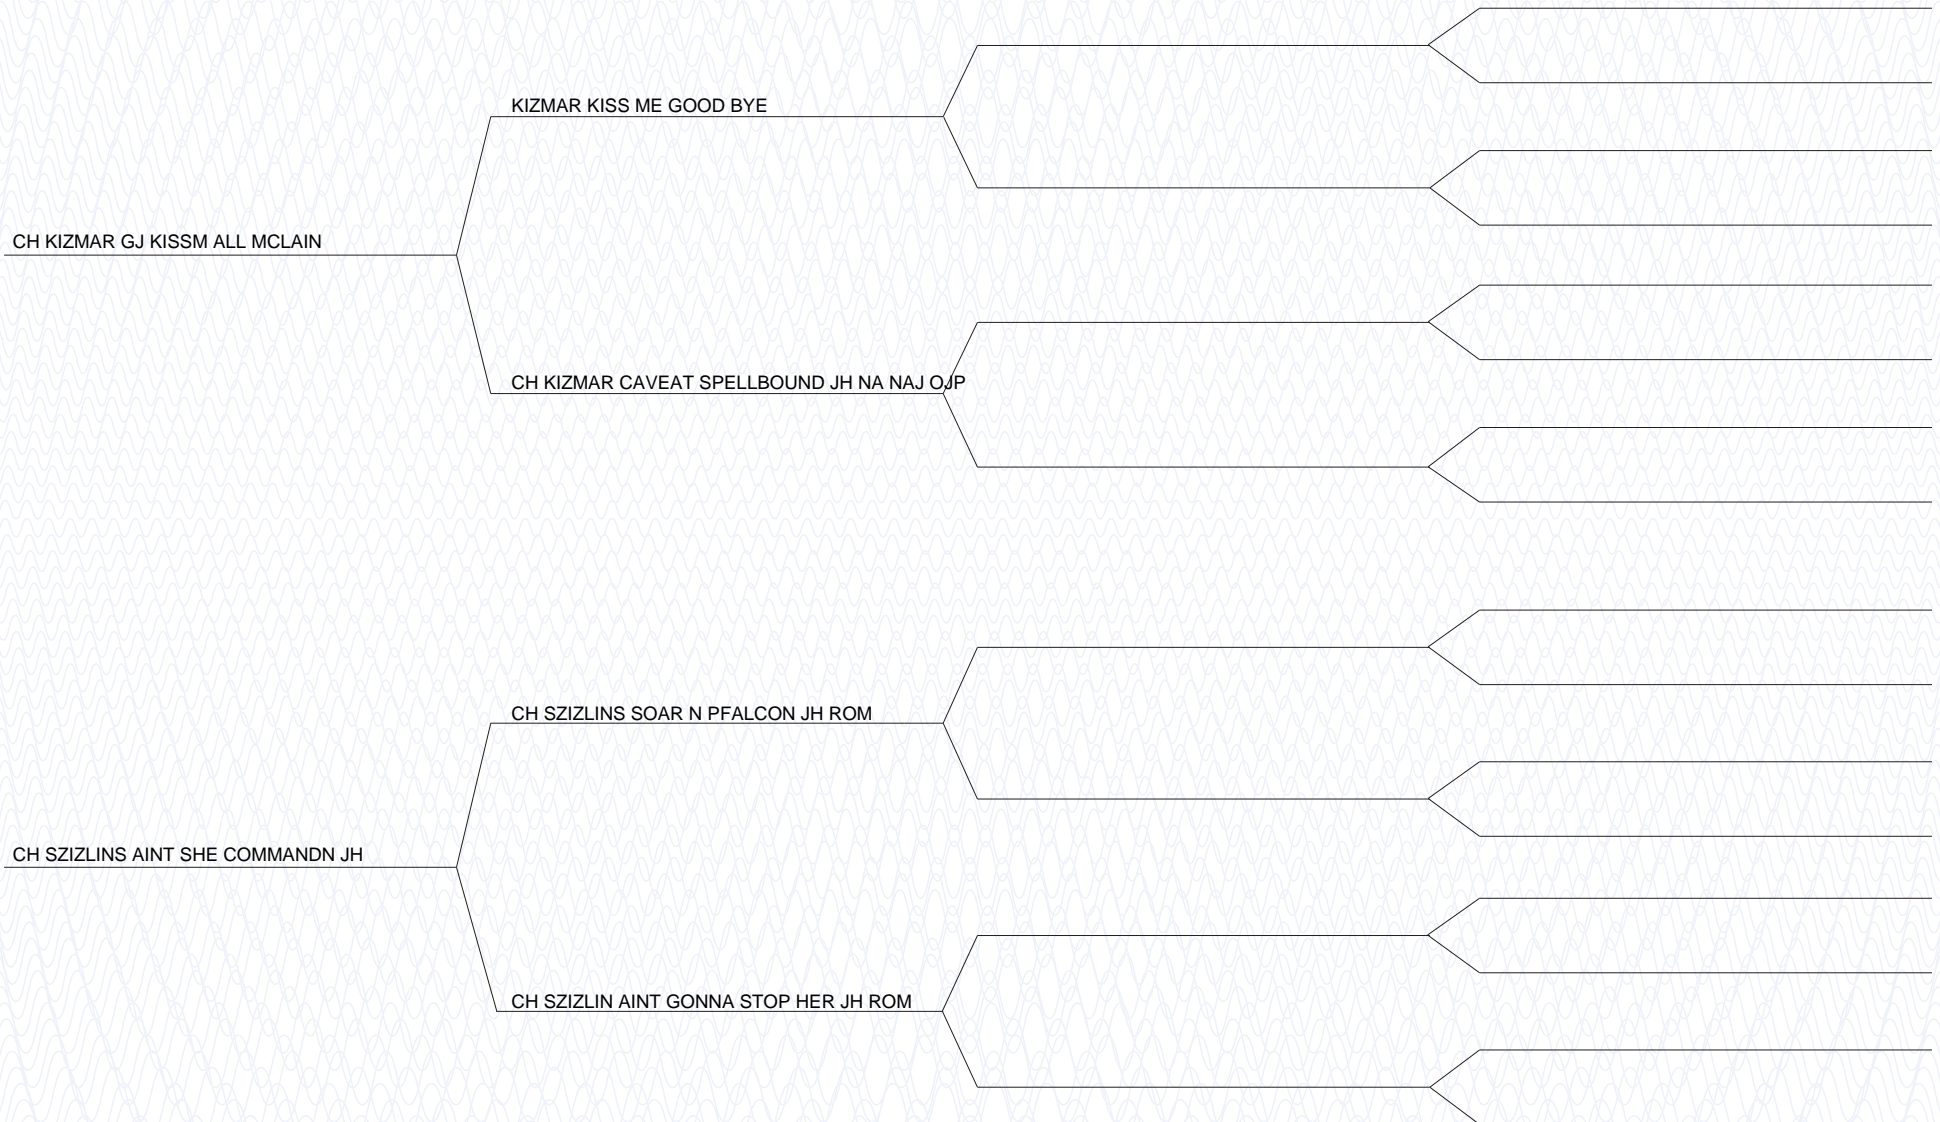 KIZMAR KISS ME GOOD BYE
CH KIZMAR GJ KISSM ALL MCLAIN
CH KIZMAR CAVEAT SPELLBOUND JH NA NAJ OJP
CH SZIZLINS SOAR N PFALCON JH ROM
CH SZIZLINS AINT SHE COMMANDN JH
CH SZIZLIN AINT GONNA STOP HER JH ROM